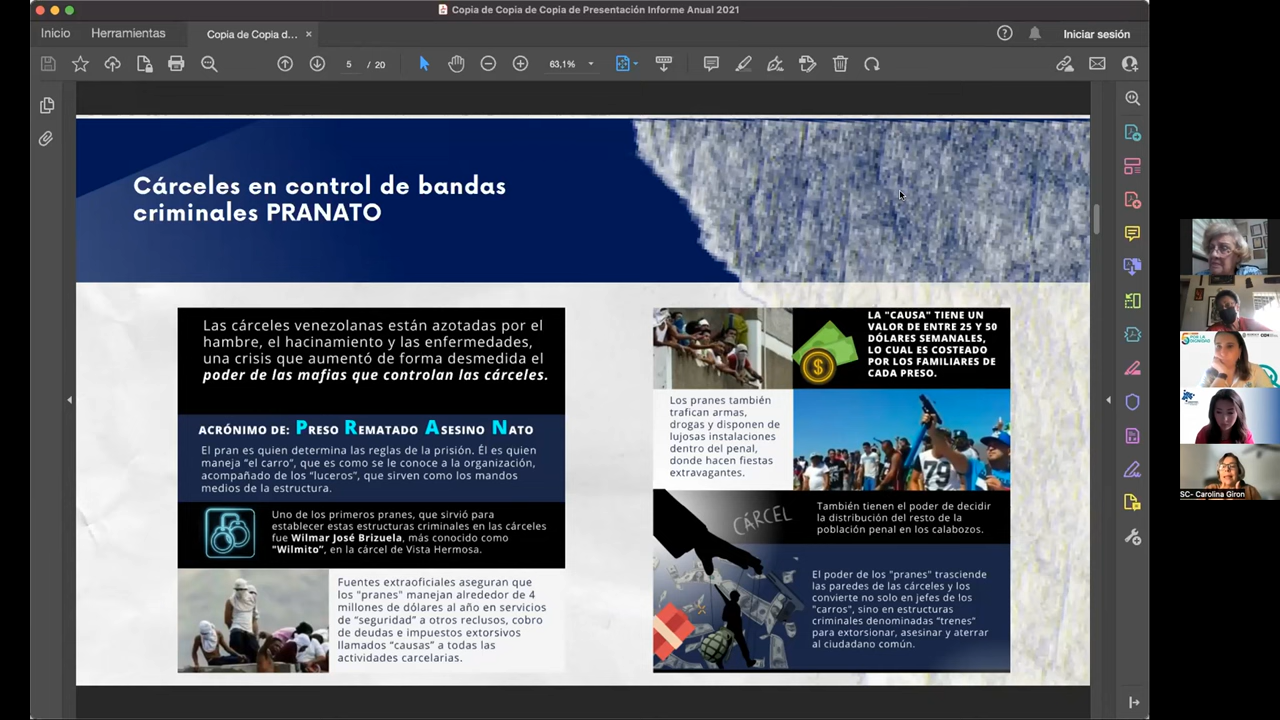 Copia de Copia de Copia de Presentación Informe Anual 2021
Inicio
Herramientas
Copia de Copia d...
Iniciar sesión
5 / 20
63,1%
Cárceles en control de bandas
criminales PRANATO
Las cárceles venezolanas están azotadas por el
hambre, el hacinamiento y las enfermedades,
una crisis que aumentó de forma desmedida el
poder de las mafias que controlan las cárceles.
ACRÓNIMO DE: PRESO REMATADO ASESINO NATO
El pran es quien determina las reglas de la prisión. Él es quien
maneja “el carro”, que es como se le conoce a la organización,
acompañado de los “luceros”, que sirven como los mandos
medios de la estructura.
Uno de los primeros pranes, que sirvió para
establecer estas estructuras criminales en las cárceles
fue Wilmar José Brizuela, más conocido como
"Wilmito", en la cárcel de Vista Hermosa.
Fuentes extraoficiales aseguran que
los "pranes" manejan alrededor de 4
millones de dólares al año en servicios
de “seguridad” a otros reclusos, cobro
de deudas e impuestos extorsivos
llamados “causas” a todas las
actividades carcelarias.
LA "CAUSA" TIENE UN
VALOR DE ENTRE 25 Y 50
DÓLARES SEMANALES,
LO CUAL ES COSTEADO
POR LOS FAMILIARES DE
CADA PRESO.
Los pranes también
trafican armas,
drogas y disponen de
lujosas instalaciones
dentro del penal,
donde hacen fiestas
extravagantes.
79
CÁRCEL
También tienen el poder de decidir
la distribución del resto de la
población penal en los calabozos.
El poder de los "pranes" trasciende
las paredes de las cárceles y los
convierte no solo en jefes de los
"carros", sino en estructuras
criminales denominadas “trenes”
para extorsionar, asesinar y aterrar
al ciudadano común.
POR LA
DIGNIDAD
SC- Carolina Giron